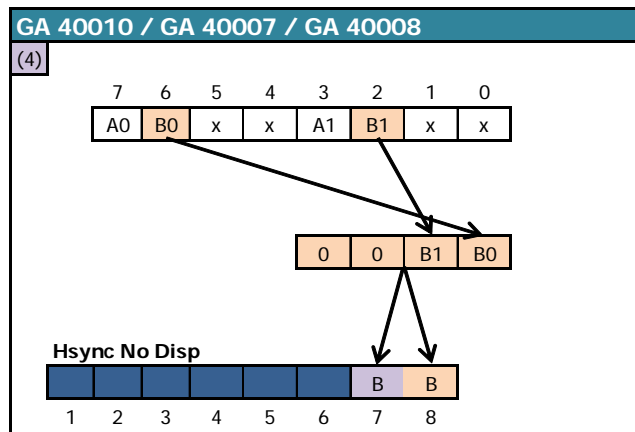 GA 40010 / GA 40007 / GA 40008
(4)
7 6 5 4 3 2 1 0
A0 B0 x x A1 B1 x x
0 0 B1 B0
Hsync No Disp
B B
1 2 3 4 5 6 7 8